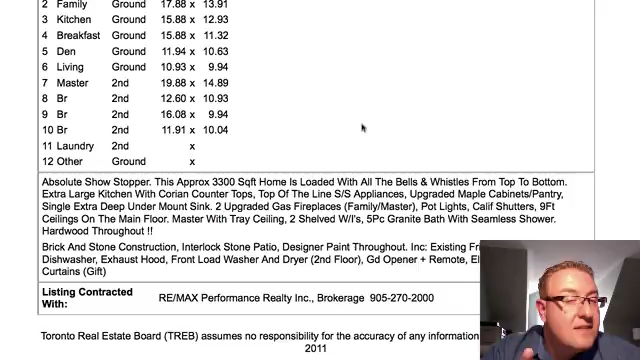 2 Family Ground 17.88 x 13.91
3 Kitchen Ground 15.88 x 12.93
4 Breakfast Ground 15.88 x 11.32
5 Den Ground 11.94 x 10.63
6 Living Ground 10.93 x 9.94
7 Master 2nd 19.88 x 14.89
8 Br 2nd 12.60 x 10.93
9 Br 2nd 16.08 x 9.94
10 Br 2nd 11.91 x 10.04
11 Laundry 2nd x
12 Other Ground x
Absolute Show Stopper. This Approx 3300 Sqft Home Is Loaded With All The Bells & Whistles From Top To Bottom.
Extra Large Kitchen With Corian Counter Tops, Top Of The Line S/S Appliances, Upgraded Maple Cabinets/Pantry,
Single Extra Deep Under Mount Sink. 2 Upgraded Gas Fireplaces (Family/Master), Pot Lights, Calif Shutters, 9Ft
Ceilings On The Main Floor. Master With Tray Ceiling, 2 Shelved W/I's, 5Pc Granite Bath With Seamless Shower.
Hardwood Throughout !!
Brick And Stone Construction, Interlock Stone Patio, Designer Paint Throughout. Inc: Existing
Dishwasher, Exhaust Hood, Front Load Washer And Dryer (2nd Floor), Gd Opener + Remote,
Curtains (Gift)
Listing Contracted With: RE/MAX Performance Realty Inc., Brokerage 905-270-2000
Toronto Real Estate Board (TREB) assumes no responsibility for the accuracy of any information
2011